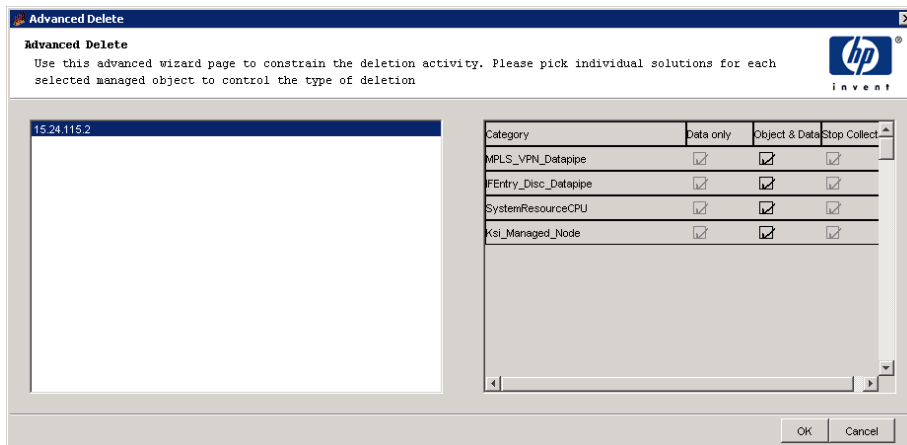 Advanced Delete
Advanced Delete
Use this advanced wizard page to constrain the deletion activity. Please pick individual solutions for each
selected managed object to control the type of deletion
hp
®
invent
15.24.115.2
Category Data only Object & Data Stop Collect
MPLS_VPN_Datapipe
IFEntry_Disc_Datapipe
SystemResourceCPU
Ksi_Managed_Node
OK Cancel